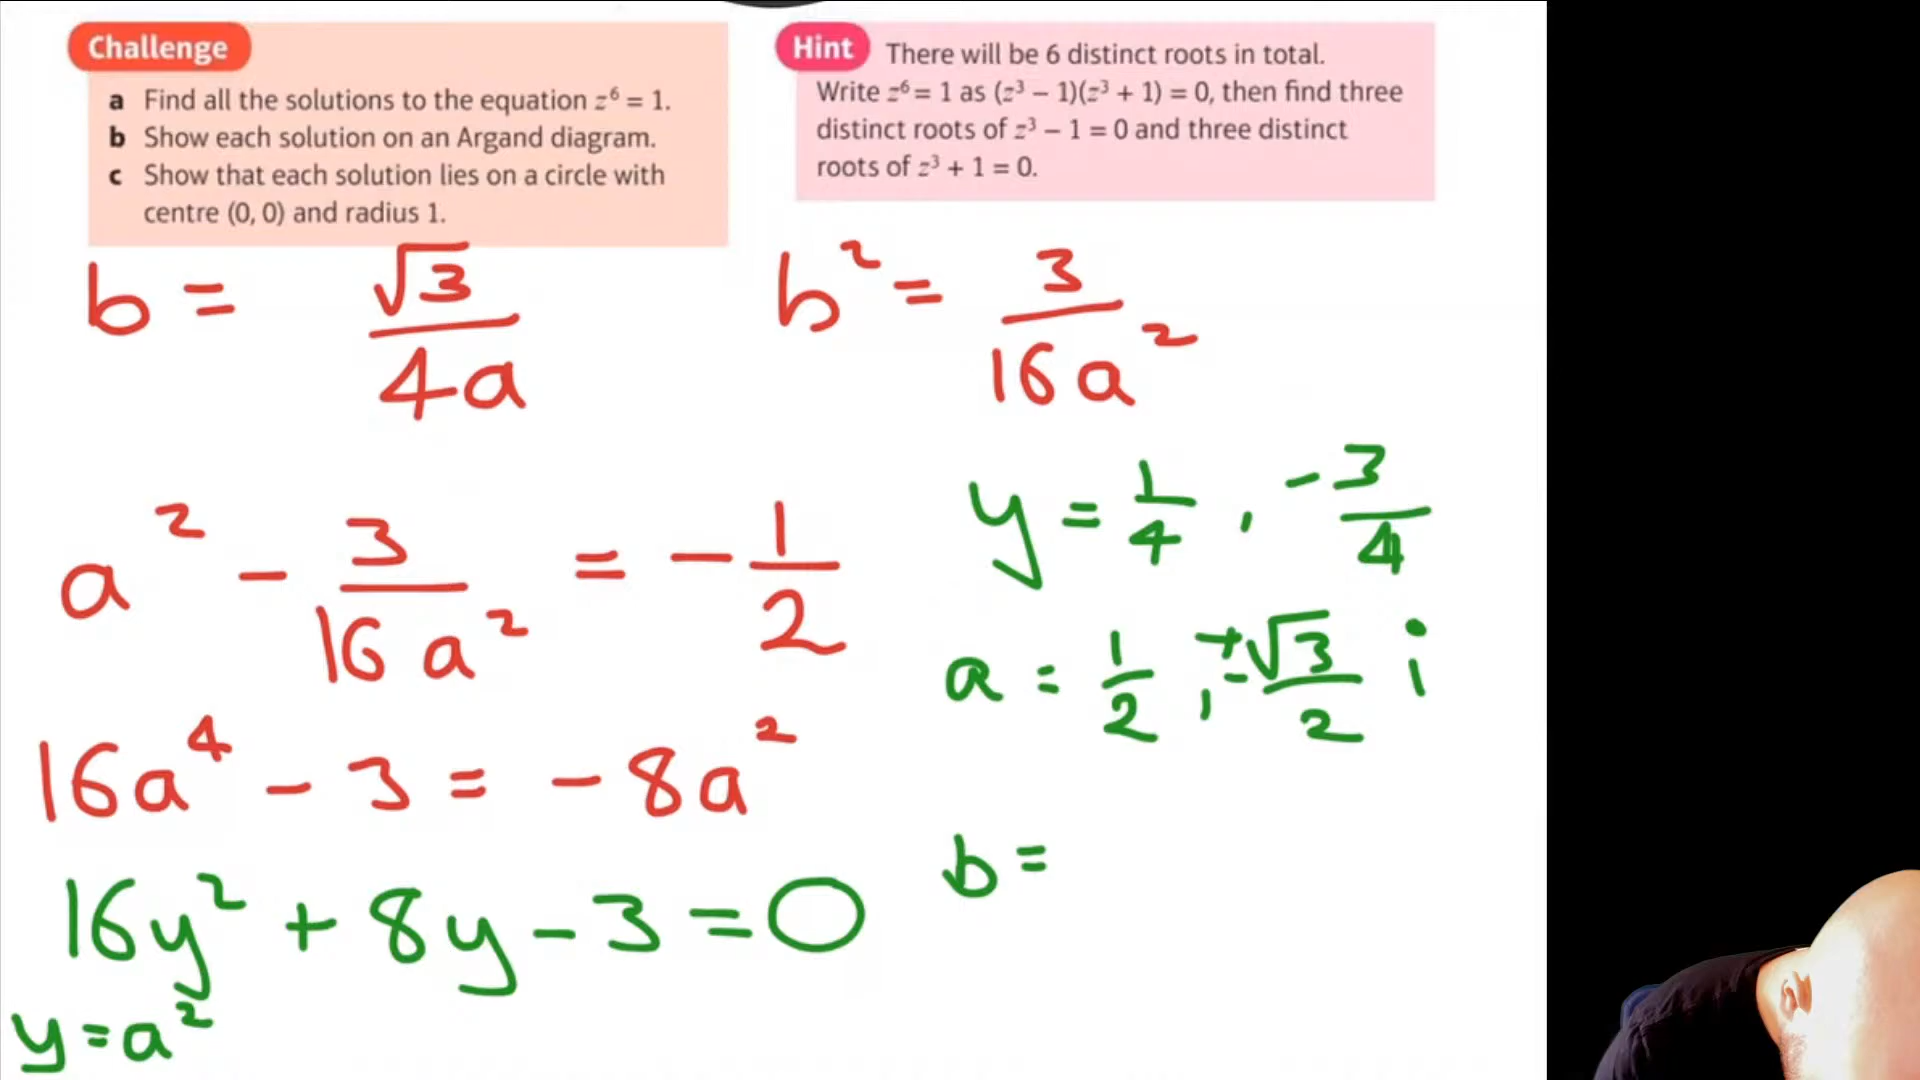 Challenge
a Find all the solutions to the equation z⁶ = 1.
b Show each solution on an Argand diagram.
c Show that each solution lies on a circle with
centre (0, 0) and radius 1.
Hint There will be 6 distinct roots in total.
Write z⁶ = 1 as (z³ − 1)(z³ + 1) = 0, then find three
distinct roots of z³ − 1 = 0 and three distinct
roots of z³ + 1 = 0.
b = √3/4a
b² = 3/16a²
a² − 3/16a² = −1/2
16a⁴ − 3 = −8a²
16y² + 8y − 3 = 0
y = a²
y = 1/4, −3/4
a = 1/2, ±√3/2 i
b =